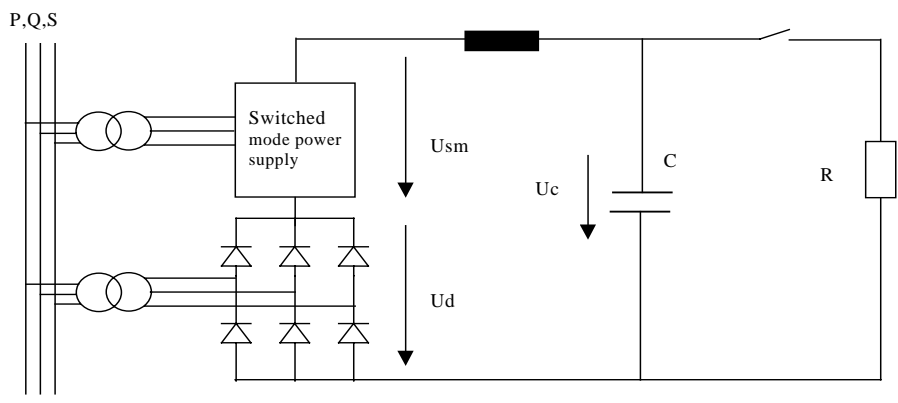 P,Q,S
Switched
mode power
supply
Usm
Uc
C
R
Ud